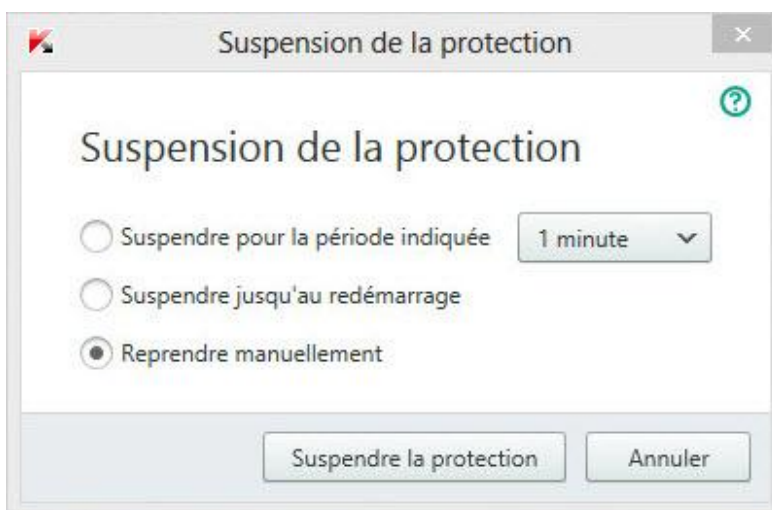 Suspension de la protection
Suspension de la protection
Suspendre pour la période indiquée 1 minute
Suspendre jusqu'au redémarrage
Reprendre manuellement
Suspendre la protection Annuler